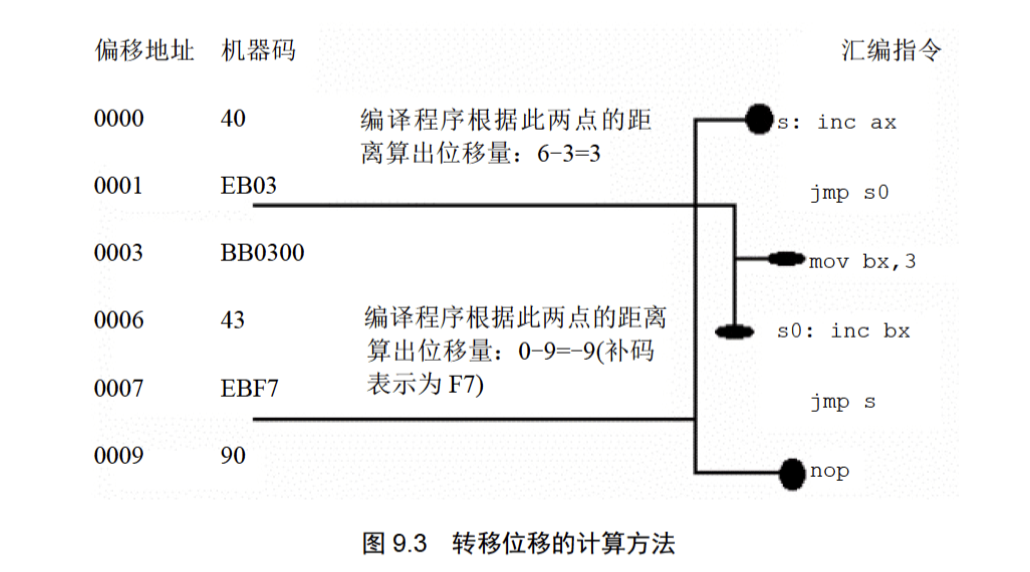 偏移地址 机器码 汇编指令
0000 40 编译程序根据此两点的距 s: inc ax
离算出位移量：6-3=3
0001 EB03 jmp s0
0003 BB0300 mov bx,3
0006 43 编译程序根据此两点的距离 s0: inc bx
算出位移量：0-9=-9(补码
0007 EBF7 表示为 F7) jmp s
0009 90 nop
图 9.3 转移位移的计算方法